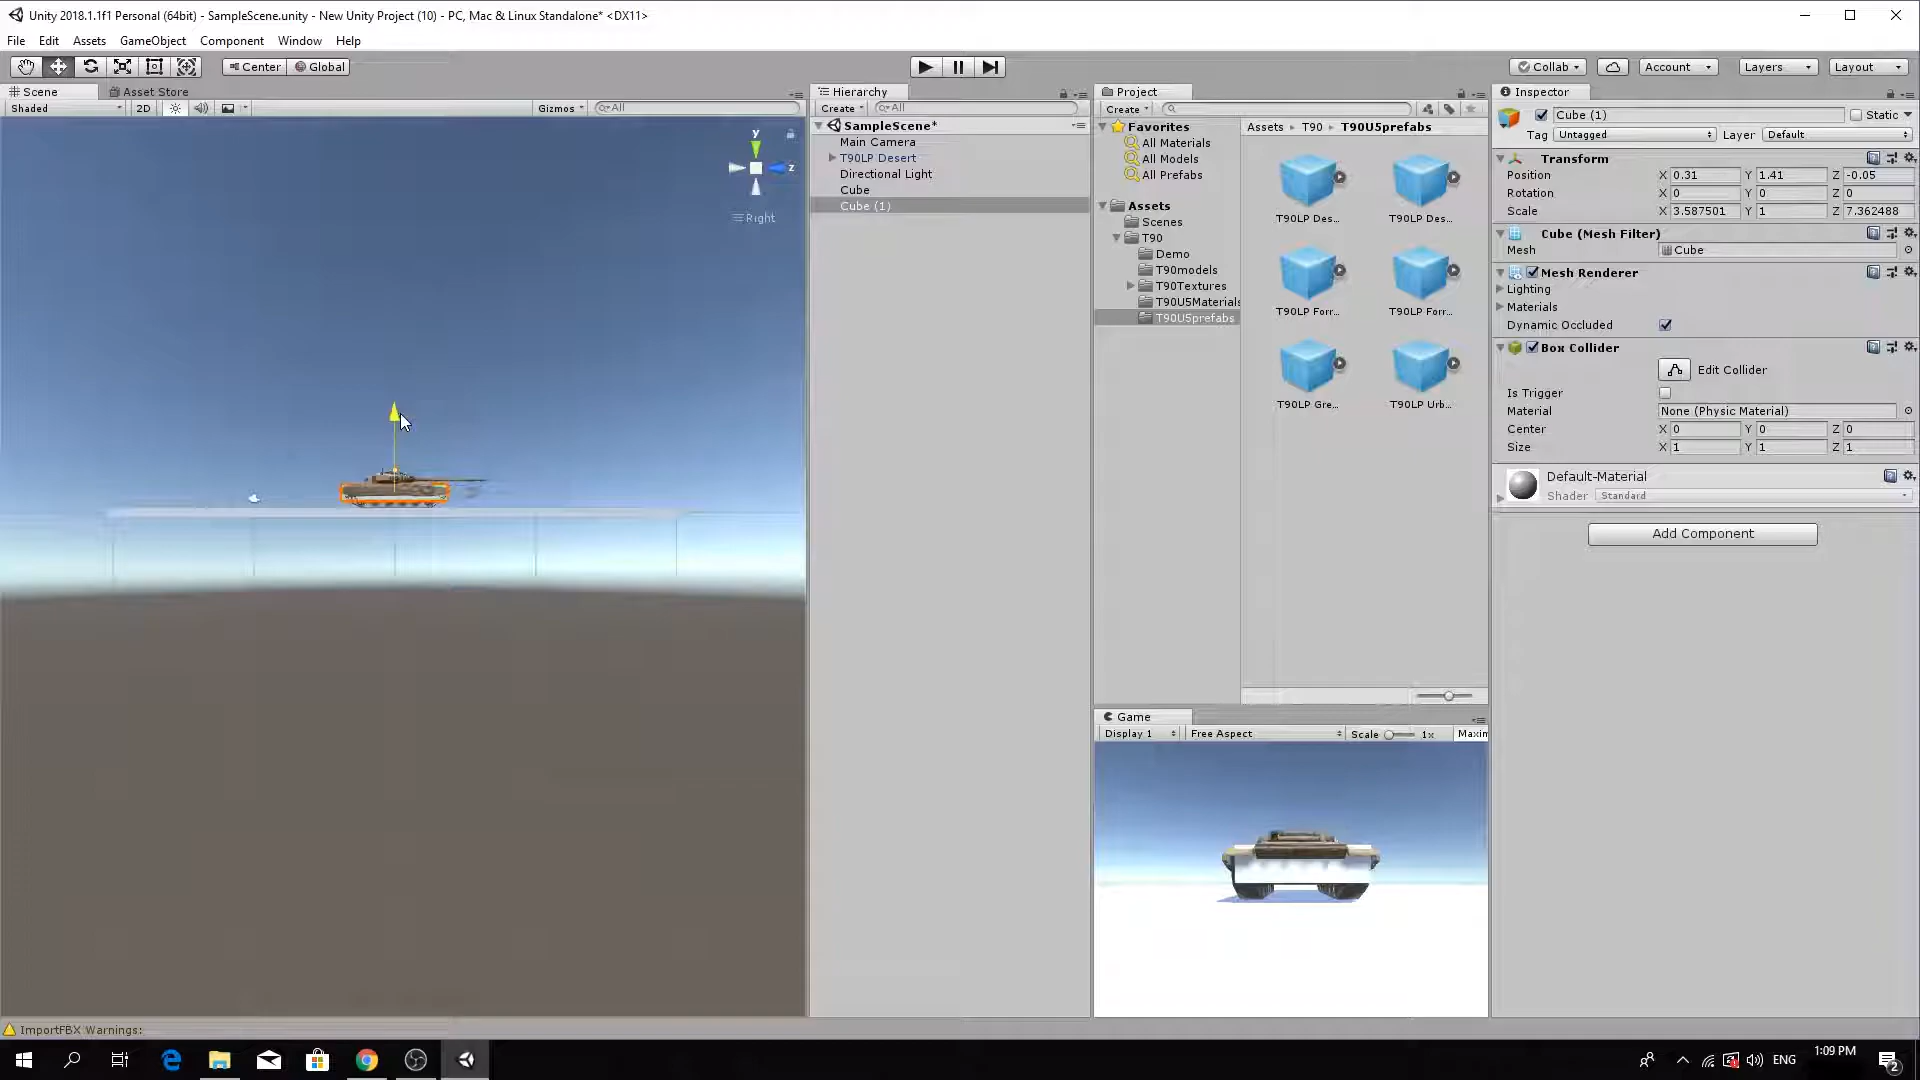 Unity 2018.1.1f1 Personal (64bit) - SampleScene.unity - New Unity Project (10) - PC, Mac & Linux Standalone* <DX11>
File Edit Assets GameObject Component Window Help
Center Global Collab Account Layers Layout
Scene Asset Store
Shaded 2D Gizmos All
y
z
Right
Hierarchy
Create All
SampleScene*
Main Camera
T90LP Desert
Directional Light
Cube
Cube (1)
Project
Create
Favorites
All Materials
All Models
All Prefabs
Assets
Scenes
T90
Demo
T90models
T90Textures
T90U5Materials
T90U5prefabs
Assets T90 T90U5prefabs
T90LP Des... T90LP Des...
T90LP Forr... T90LP Forr...
T90LP Gre... T90LP Urb...
Game
Display 1 Free Aspect Scale 1x Maxim
Inspector
Cube (1) Static
Tag Untagged Layer Default
Transform
Position X 0.31 Y 1.41 Z -0.05
Rotation X 0 Y 0 Z 0
Scale X 3.587501 Y 1 Z 7.362488
Cube (Mesh Filter)
Mesh Cube
Mesh Renderer
Lighting
Materials
Dynamic Occluded
Box Collider
Edit Collider
Is Trigger
Material None (Physic Material)
Center X 0 Y 0 Z 0
Size X 1 Y 1 Z 1
Default-Material
Shader Standard
Add Component
ImportFBX Warnings:
ENG 1:09 PM 2